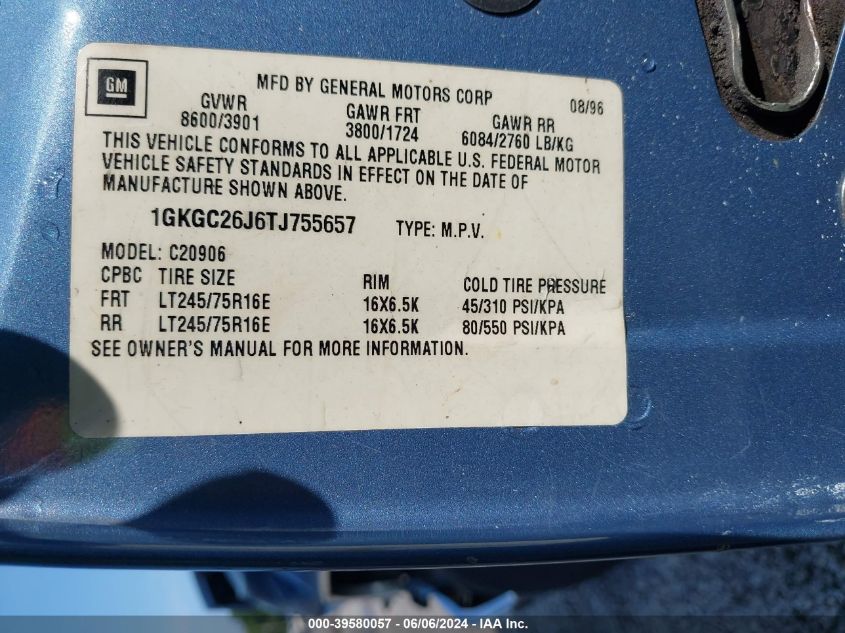 GM
MFD BY GENERAL MOTORS CORP 08/96
GVWR GAWR FRT GAWR RR
8600/3901 3800/1724 6084/2760 LB/KG
THIS VEHICLE CONFORMS TO ALL APPLICABLE U.S. FEDERAL MOTOR
VEHICLE SAFETY STANDARDS IN EFFECT ON THE DATE OF
MANUFACTURE SHOWN ABOVE.
1GKGC26J6TJ755657 TYPE: M.P.V.
MODEL: C20906
CPBC TIRE SIZE RIM COLD TIRE PRESSURE
FRT LT245/75R16E 16X6.5K 45/310 PSI/KPA
RR LT245/75R16E 16X6.5K 80/550 PSI/KPA
SEE OWNER'S MANUAL FOR MORE INFORMATION.
000-39580057 - 06/06/2024 - IAA Inc.